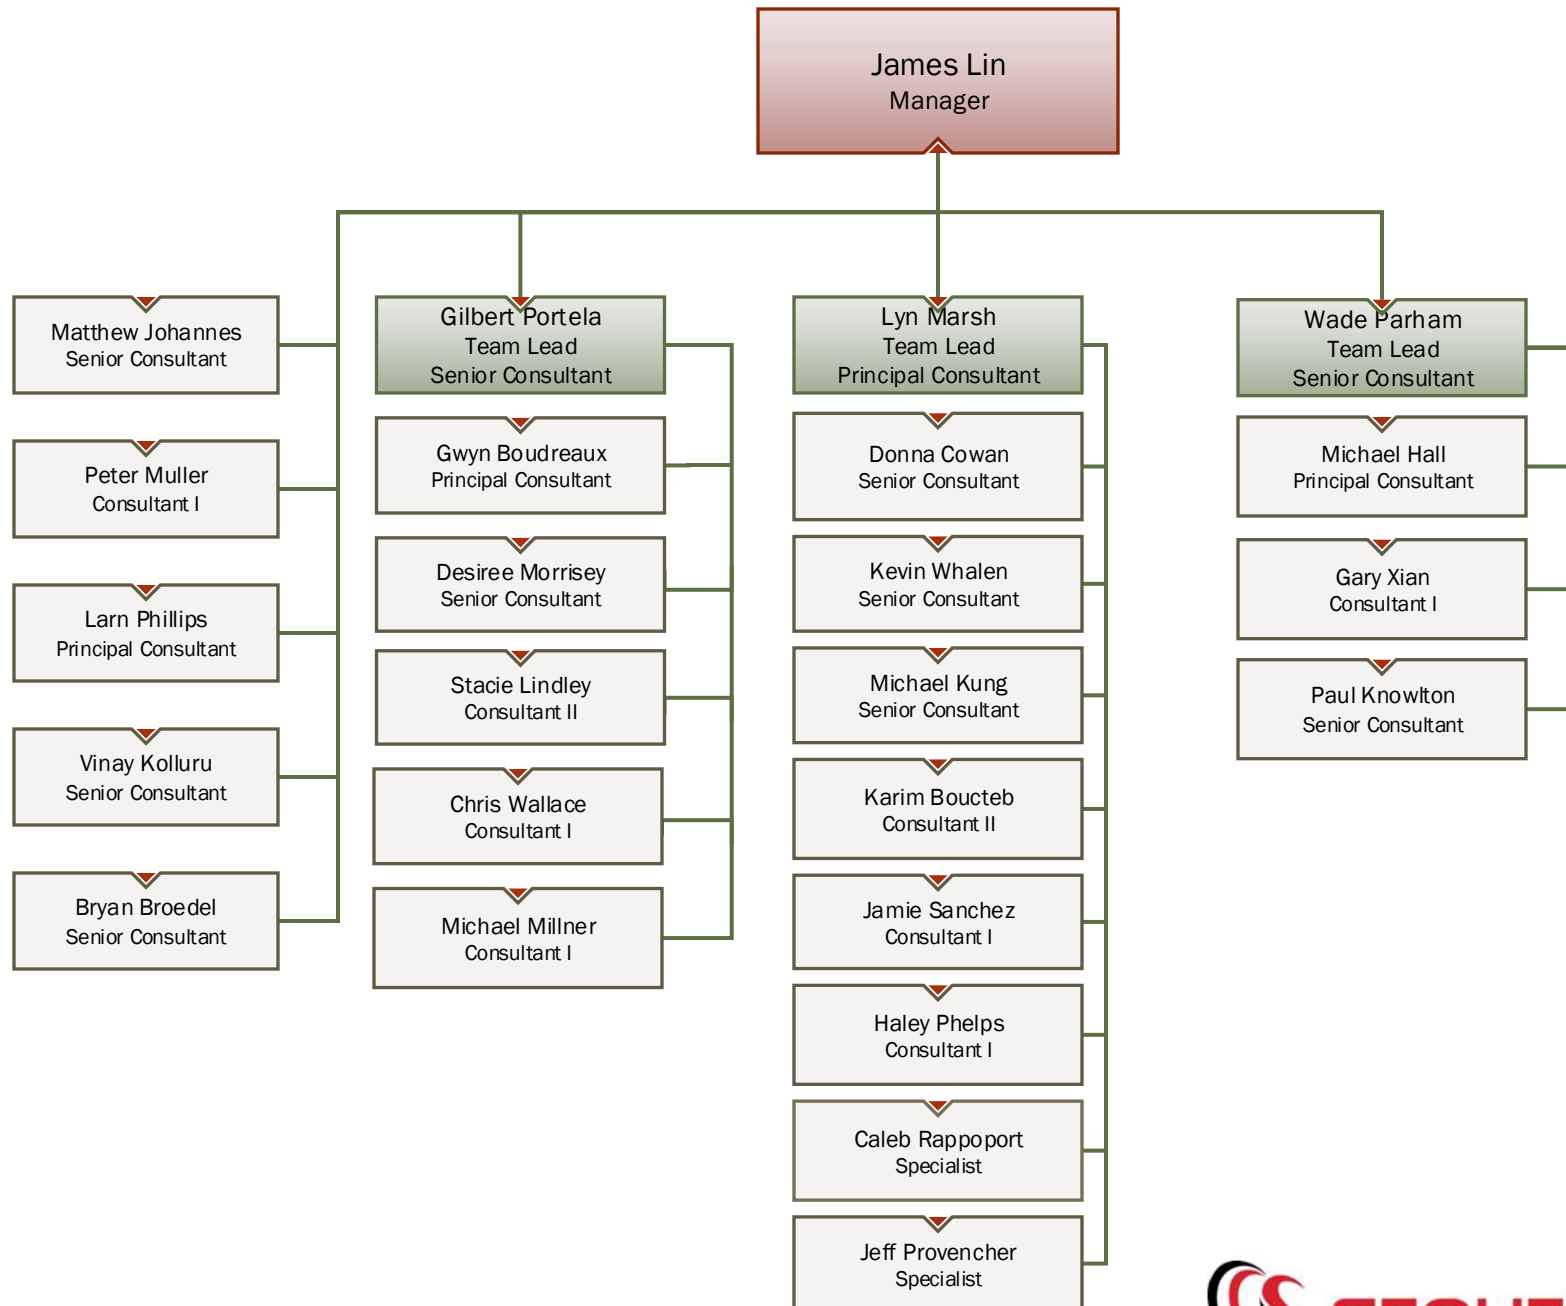 James Lin
Manager
Matthew Johannes
Senior Consultant
Peter Muller
Consultant I
Larn Phillips
Principal Consultant
Vinay Kolluru
Senior Consultant
Bryan Broedel
Senior Consultant
Gilbert Portela
Team Lead
Senior Consultant
Gwyn Boudreaux
Principal Consultant
Desiree Morrisey
Senior Consultant
Stacie Lindley
Consultant II
Chris Wallace
Consultant I
Michael Millner
Consultant I
Lyn Marsh
Team Lead
Principal Consultant
Donna Cowan
Senior Consultant
Kevin Whalen
Senior Consultant
Michael Kung
Senior Consultant
Karim Boucteb
Consultant II
Jamie Sanchez
Consultant I
Haley Phelps
Consultant I
Caleb Rappoport
Specialist
Jeff Provencher
Specialist
Wade Parham
Team Lead
Senior Consultant
Michael Hall
Principal Consultant
Gary Xian
Consultant I
Paul Knowlton
Senior Consultant